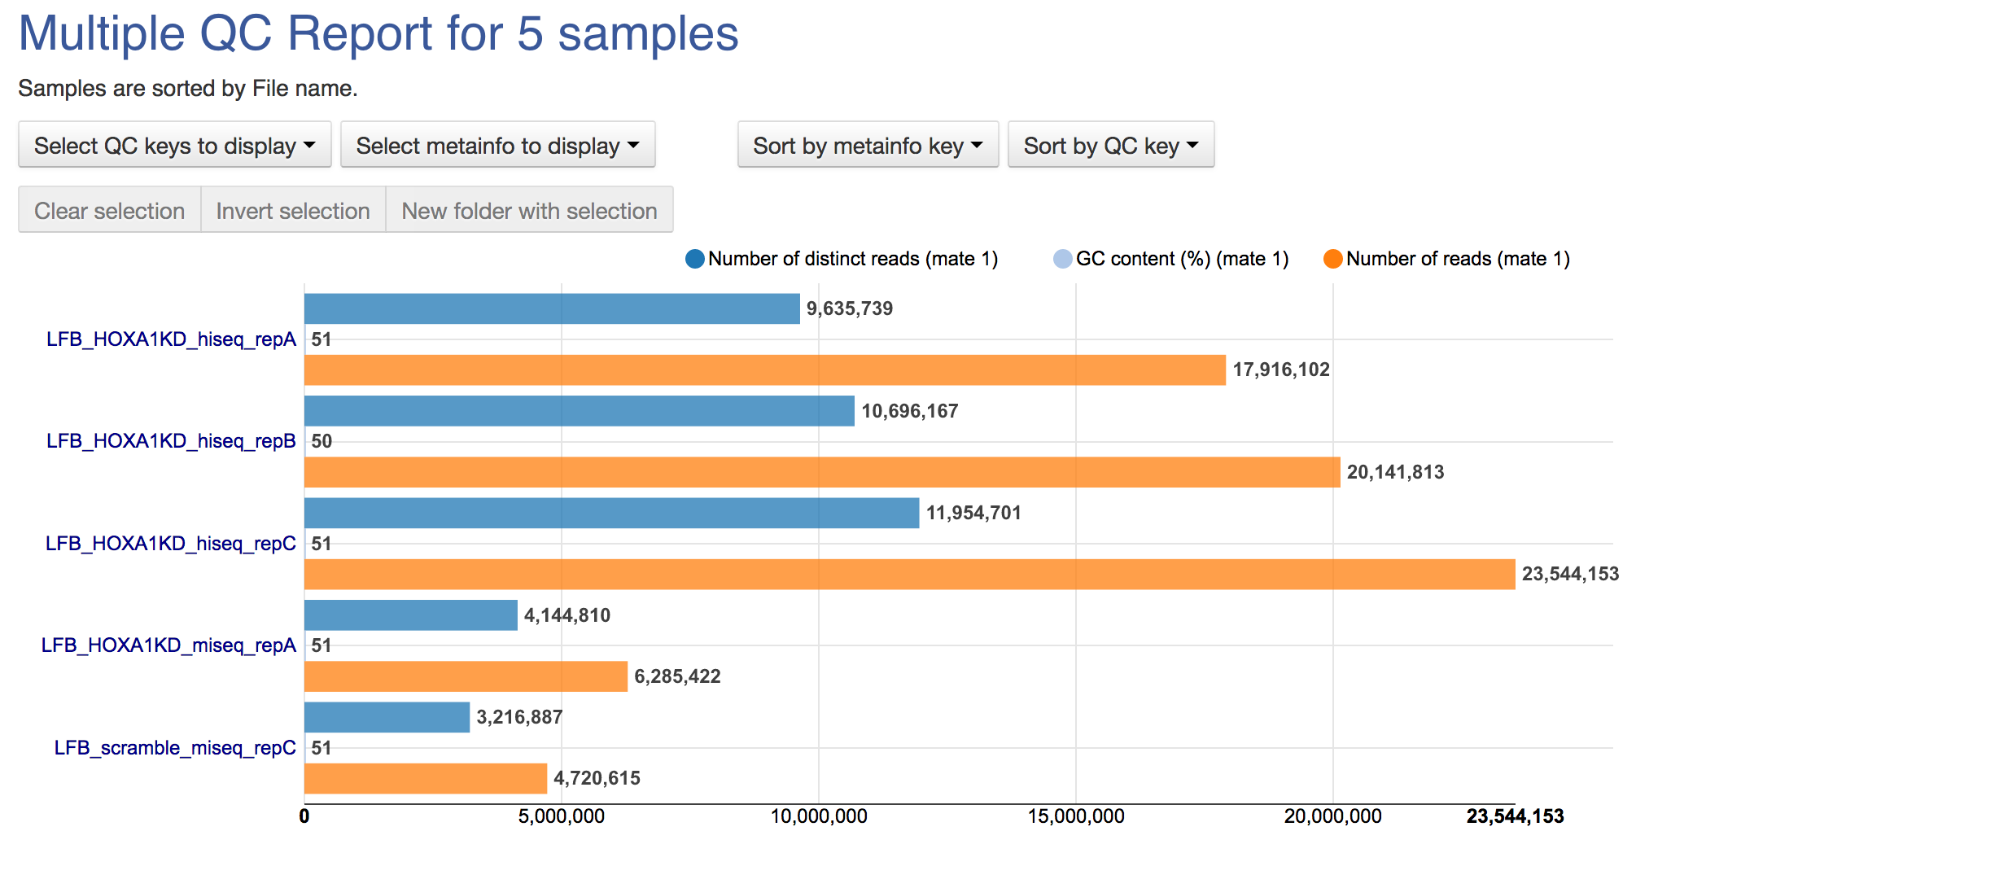 Multiple QC Report for 5 samples
Samples are sorted by File name.
Select QC keys to display Select metainfo to display Sort by metainfo key Sort by QC key
Clear selection Invert selection New folder with selection
Number of distinct reads (mate 1) GC content (%) (mate 1) Number of reads (mate 1)
9,635,739
LFB_HOXA1KD_hiseq_repA 51
17,916,102
10,696,167
LFB_HOXA1KD_hiseq_repB 50
20,141,813
11,954,701
LFB_HOXA1KD_hiseq_repC 51
23,544,153
4,144,810
LFB_HOXA1KD_miseq_repA 51
6,285,422
3,216,887
LFB_scramble_miseq_repC 51
4,720,615
0 5,000,000 10,000,000 15,000,000 20,000,000 23,544,153